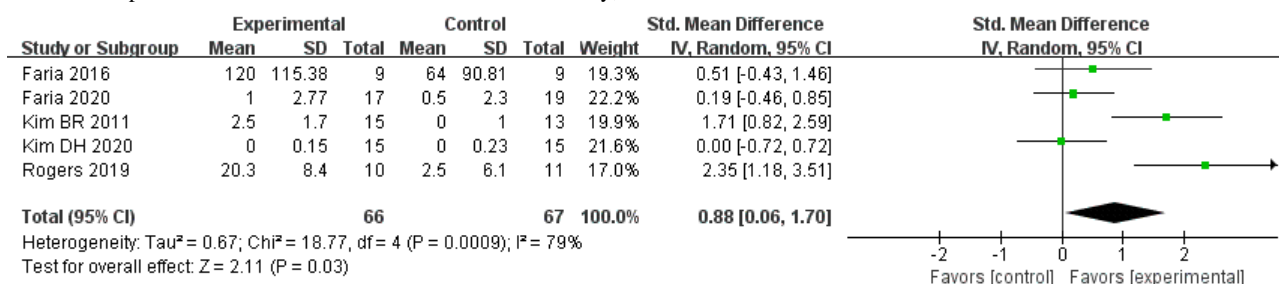 Experimental Control Std. Mean Difference Std. Mean Difference
Study or Subgroup Mean SD Total Mean SD Total Weight IV, Random, 95% CI IV, Random, 95% CI
Faria 2016 120 115.38 9 64 90.81 9 19.3% 0.51 [-0.43, 1.46]
Faria 2020 1 2.77 17 0.5 2.3 19 22.2% 0.19 [-0.46, 0.85]
Kim BR 2011 2.5 1.7 15 0 1 13 19.9% 1.71 [0.82, 2.59]
Kim DH 2020 0 0.15 15 0 0.23 15 21.6% 0.00 [-0.72, 0.72]
Rogers 2019 20.3 8.4 10 2.5 6.1 11 17.0% 2.35 [1.18, 3.51]
Total (95% CI) 66 67 100.0% 0.88 [0.06, 1.70]
Heterogeneity: Tau² = 0.67; Chi² = 18.77, df = 4 (P = 0.0009); I² = 79%
Test for overall effect: Z = 2.11 (P = 0.03)
-2 -1 0 1 2
Favors [control] Favors [experimental]